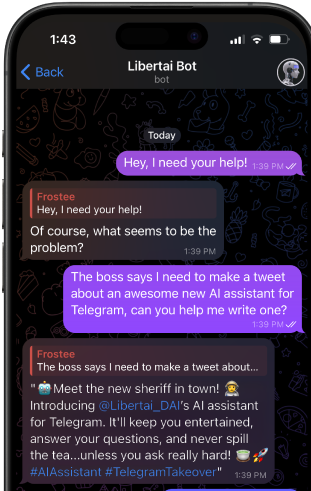 1:43
Back
Libertai Bot
bot
Today
Hey, I need your help! 1:39 PM
Frostee
Hey, I need your help!
Of course, what seems to be the
problem? 1:39 PM
The boss says I need to make a tweet
about an awesome new AI assistant for
Telegram, can you help me write one?
1:39 PM
Frostee
The boss says I need to make a tweet about...
"🤖Meet the new sheriff in town! 🤠
Introducing @Libertai_DAI's AI assistant
for Telegram. It'll keep you entertained,
answer your questions, and never spill
the tea...unless you ask really hard! 🍵🚀
#AIAssistant #TelegramTakeover" 1:39 PM